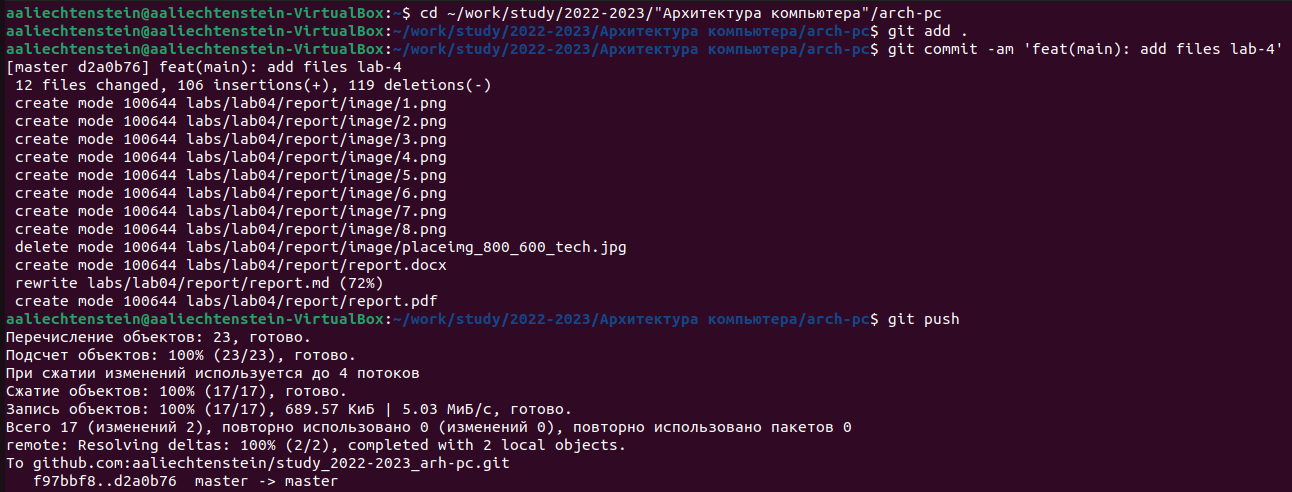 aaliechtenstein@aaliechtenstein-VirtualBox:~$ cd ~/work/study/2022-2023/"Архитектура компьютера"/arch-pc
aaliechtenstein@aaliechtenstein-VirtualBox:~/work/study/2022-2023/Архитектура компьютера/arch-pc$ git add .
aaliechtenstein@aaliechtenstein-VirtualBox:~/work/study/2022-2023/Архитектура компьютера/arch-pc$ git commit -am 'feat(main): add files lab-4'
[master d2a0b76] feat(main): add files lab-4
 12 files changed, 106 insertions(+), 119 deletions(-)
 create mode 100644 labs/lab04/report/image/1.png
 create mode 100644 labs/lab04/report/image/2.png
 create mode 100644 labs/lab04/report/image/3.png
 create mode 100644 labs/lab04/report/image/4.png
 create mode 100644 labs/lab04/report/image/5.png
 create mode 100644 labs/lab04/report/image/6.png
 create mode 100644 labs/lab04/report/image/7.png
 create mode 100644 labs/lab04/report/image/8.png
 delete mode 100644 labs/lab04/report/image/placeimg_800_600_tech.jpg
 create mode 100644 labs/lab04/report/report.docx
 rewrite labs/lab04/report/report.md (72%)
 create mode 100644 labs/lab04/report/report.pdf
aaliechtenstein@aaliechtenstein-VirtualBox:~/work/study/2022-2023/Архитектура компьютера/arch-pc$ git push
Перечисление объектов: 23, готово.
Подсчет объектов: 100% (23/23), готово.
При сжатии изменений используется до 4 потоков
Сжатие объектов: 100% (17/17), готово.
Запись объектов: 100% (17/17), 689.57 КиБ | 5.03 МиБ/с, готово.
Всего 17 (изменений 2), повторно использовано 0 (изменений 0), повторно использовано пакетов 0
remote: Resolving deltas: 100% (2/2), completed with 2 local objects.
To github.com:aaliechtenstein/study_2022-2023_arh-pc.git
   f97bbf8..d2a0b76  master -> master